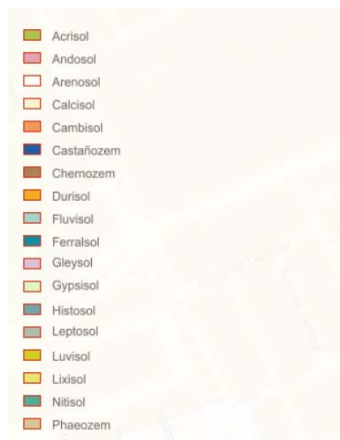 Acrisol
Andosol
Arenosol
Calcisol
Cambisol
Castañozem
Chernozem
Durisol
Fluvisol
Ferralsol
Gleysol
Gypsisol
Histosol
Leptosol
Luvisol
Lixisol
Nitisol
Phaeozem